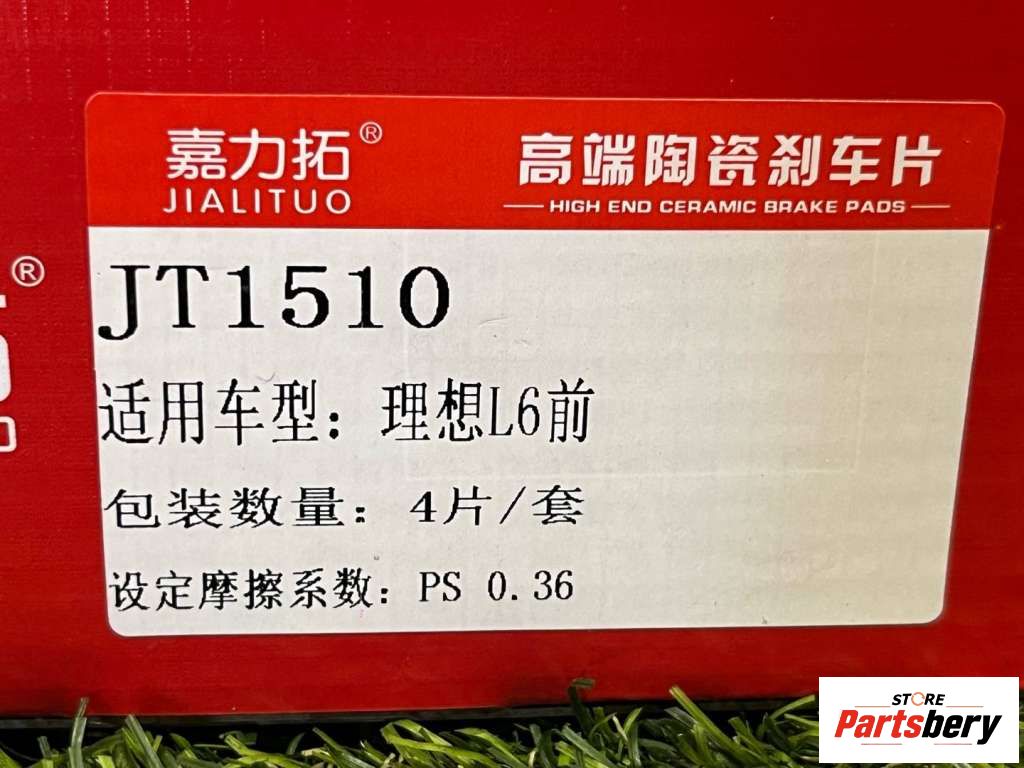 嘉力拓®
JIALITUO
高端陶瓷刹车片
HIGH END CERAMIC BRAKE PADS
®
JT1510
适用车型：理想L6前
包装数量：4片/套
设定摩擦系数：PS 0.36
STORE
Partsbery